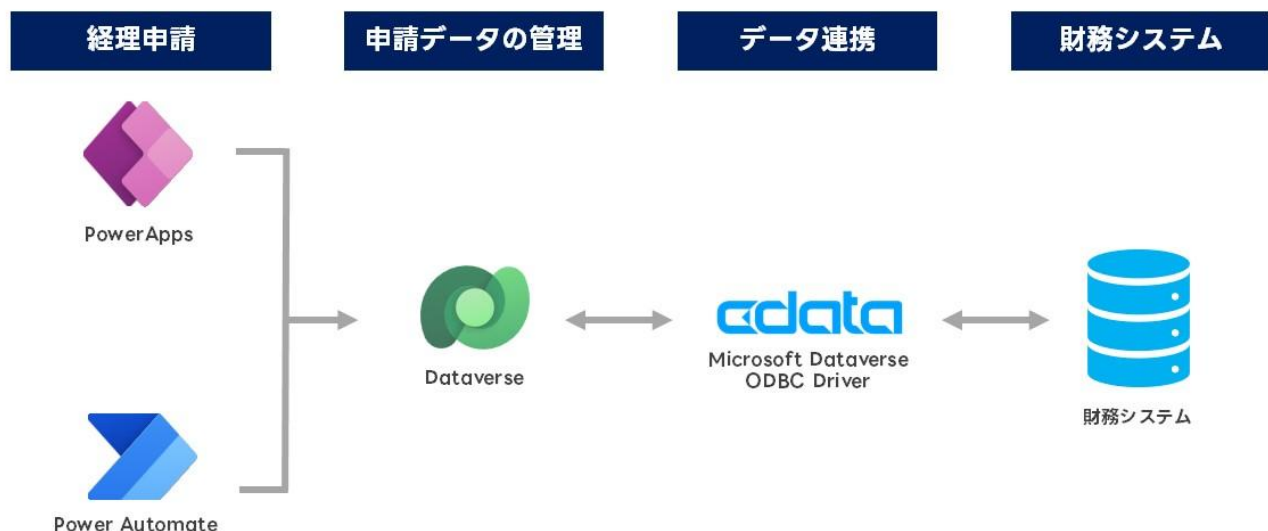 経理申請
申請データの管理
データ連携
財務システム
PowerApps
Power Automate
Dataverse
cdata
Microsoft Dataverse
ODBC Driver
財務システム